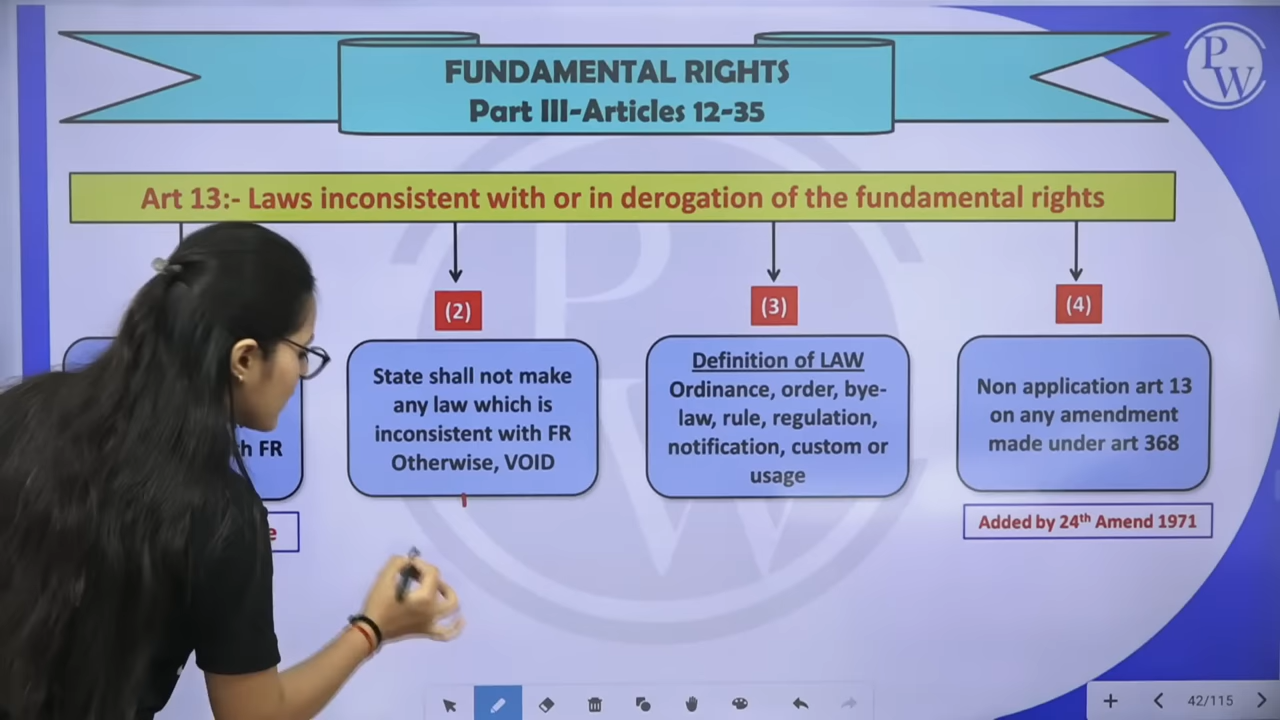 FUNDAMENTAL RIGHTS
Part III-Articles 12-35
PW
Art 13:- Laws inconsistent with or in derogation of the fundamental rights
(2)
(3)
(4)
FR
State shall not make
any law which is
inconsistent with FR
Otherwise, VOID
Definition of LAW
Ordinance, order, bye-
law, rule, regulation,
notification, custom or
usage
Non application art 13
on any amendment
made under art 368
Added by 24th Amend 1971
42/115